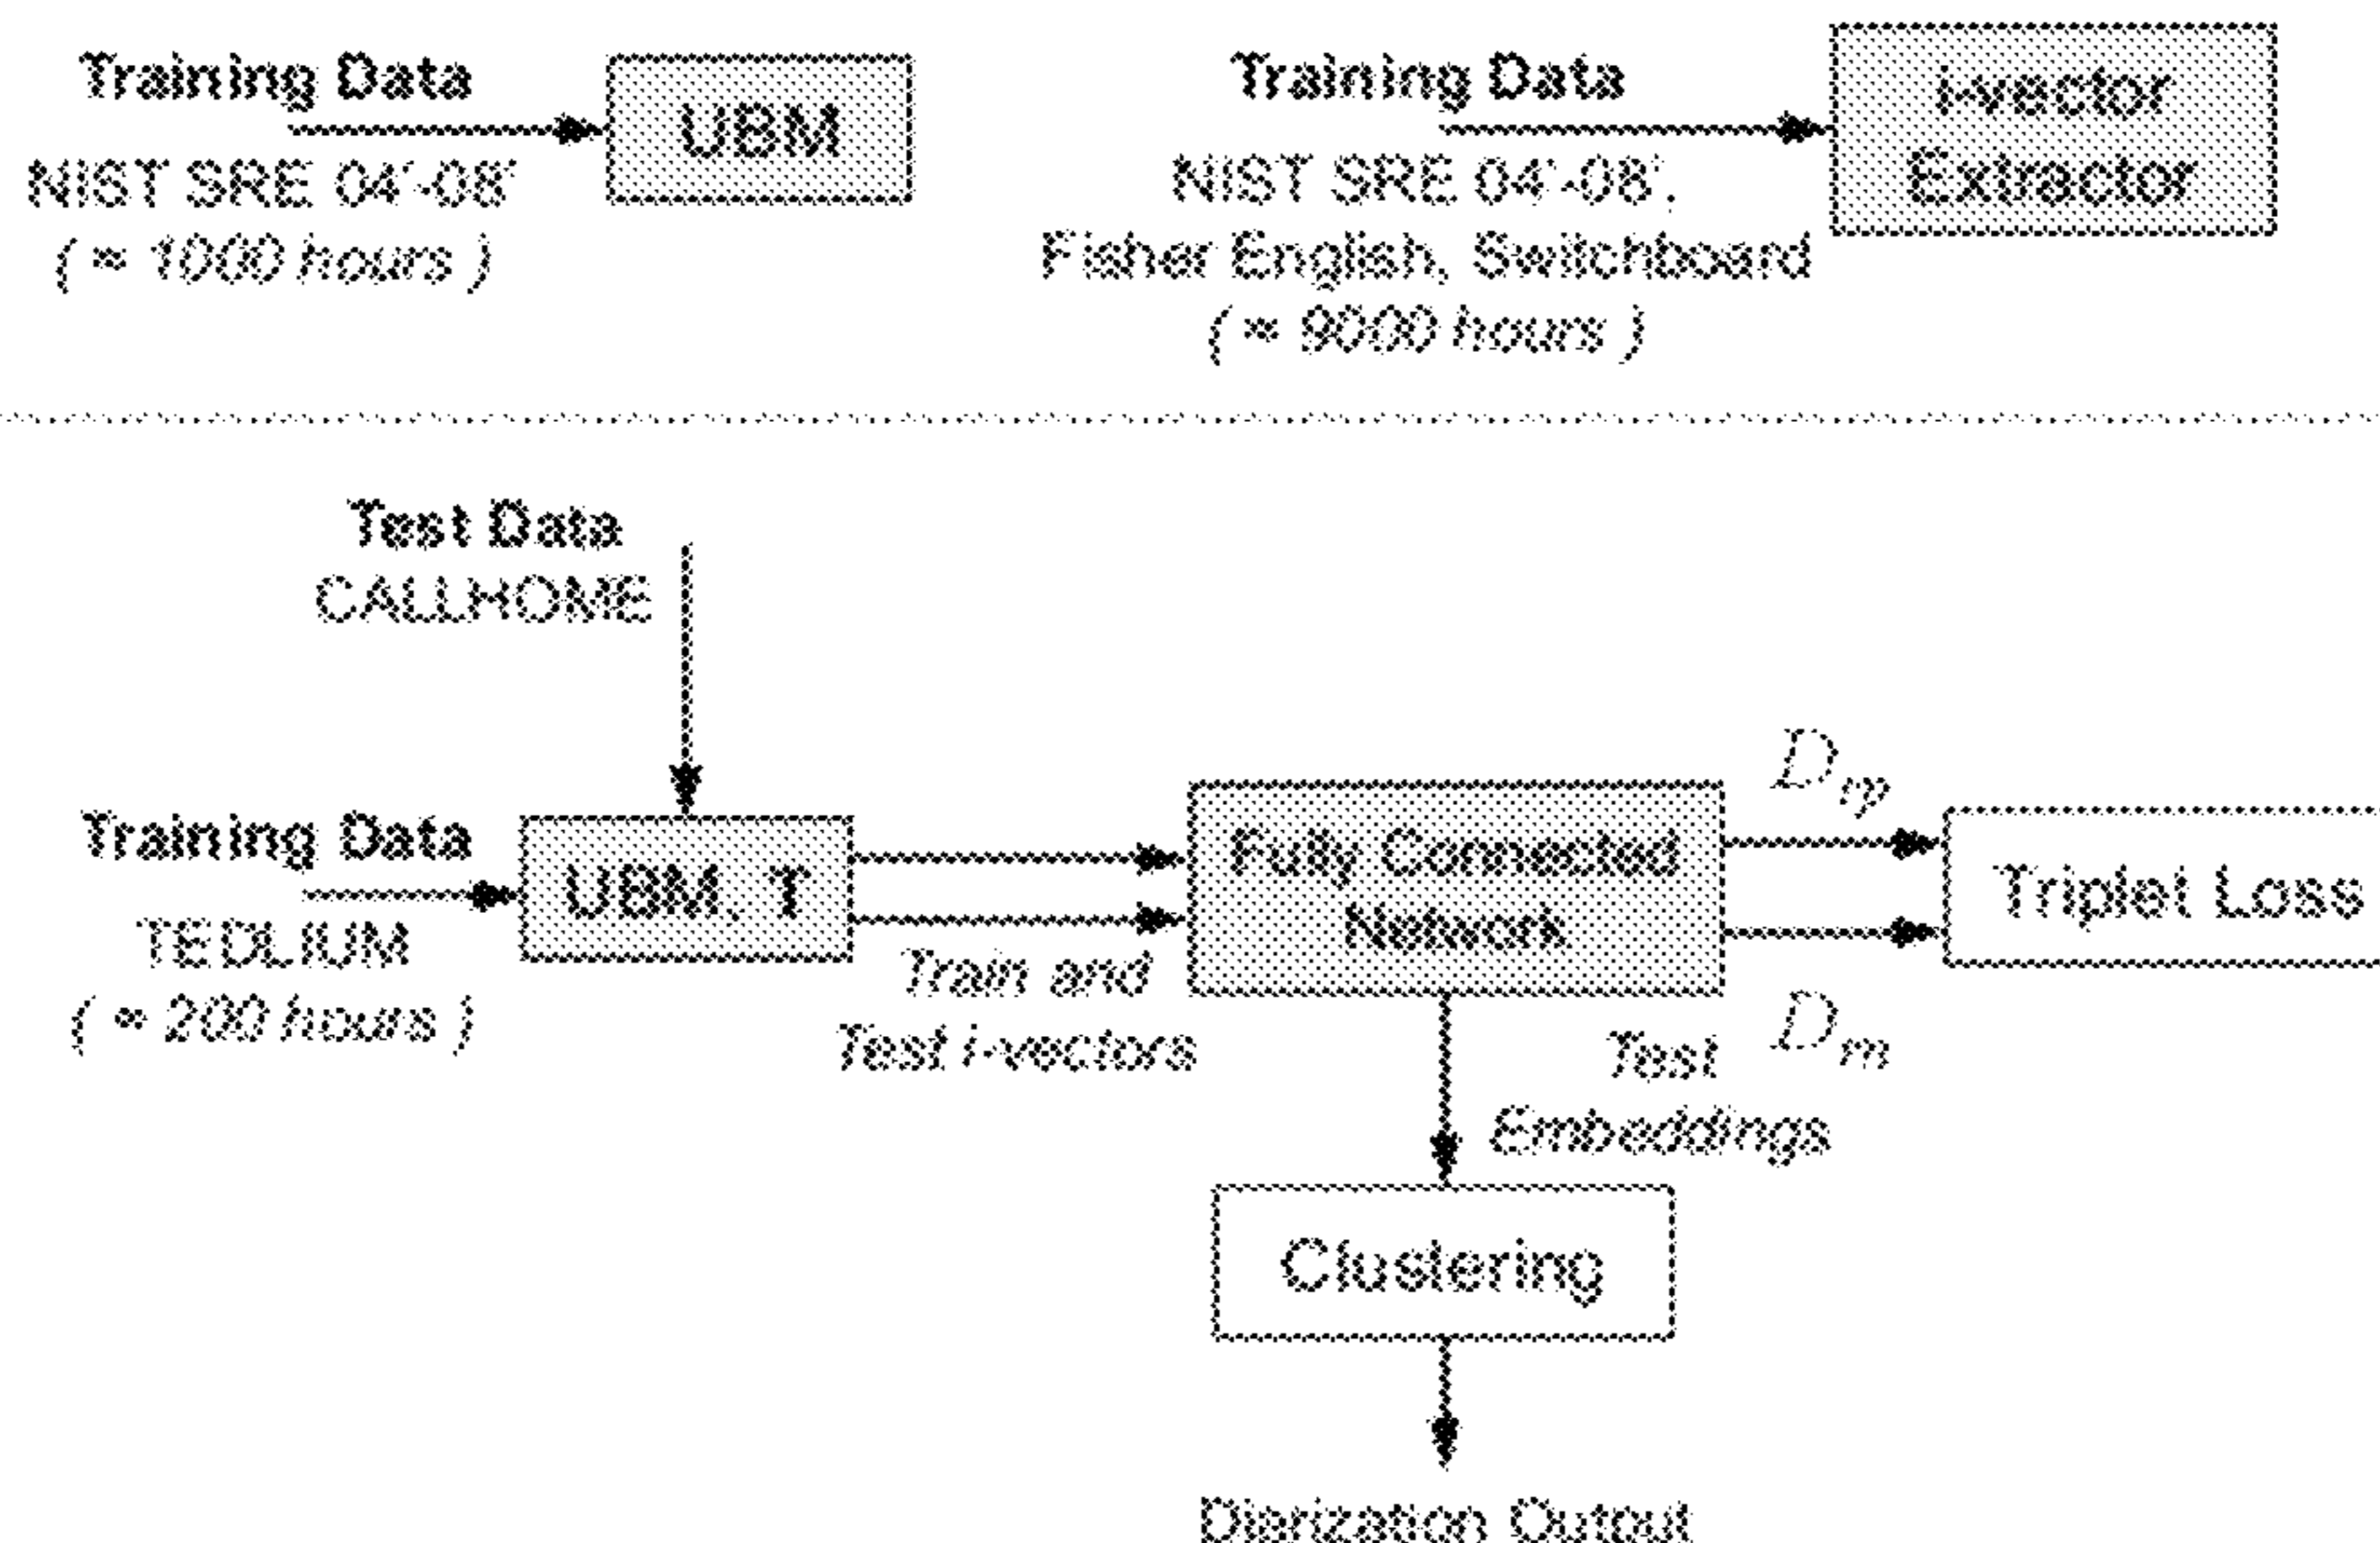 Training Data
UBM
NIST SRE 04'-08'
( ≈ 1000 hours )
Training Data
i-vector
Extractor
NIST SRE 04'-08',
Fisher English, Switchboard
( ≈ 9000 hours )
Test Data
CALLHOME
Training Data
TEDLIUM
( ≈ 200 hours )
UBM, T
Train and
Test i-vectors
Fully Connected
Network
D_rp
D_rn
Triplet Loss
Test
Embeddings
Clustering
Diarization Output